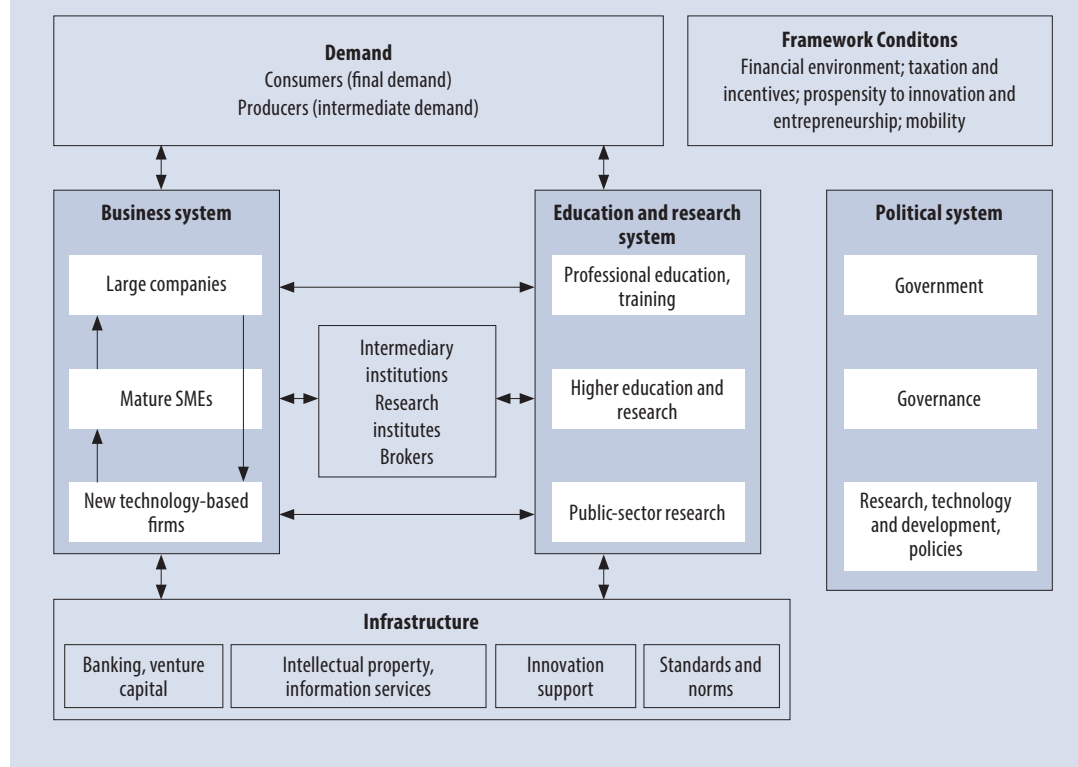 Demand
Consumers (final demand)
Producers (intermediate demand)
Framework Conditons
Financial environment; taxation and
incentives; prospensity to innovation and
entrepreneurship; mobility
Business system
Large companies
Mature SMEs
New technology-based
firms
Intermediary
institutions
Research
institutes
Brokers
Education and research
system
Professional education,
training
Higher education and
research
Public-sector research
Political system
Government
Governance
Research, technology
and development,
policies
Infrastructure
Banking, venture
capital
Intellectual property,
information services
Innovation
support
Standards and
norms